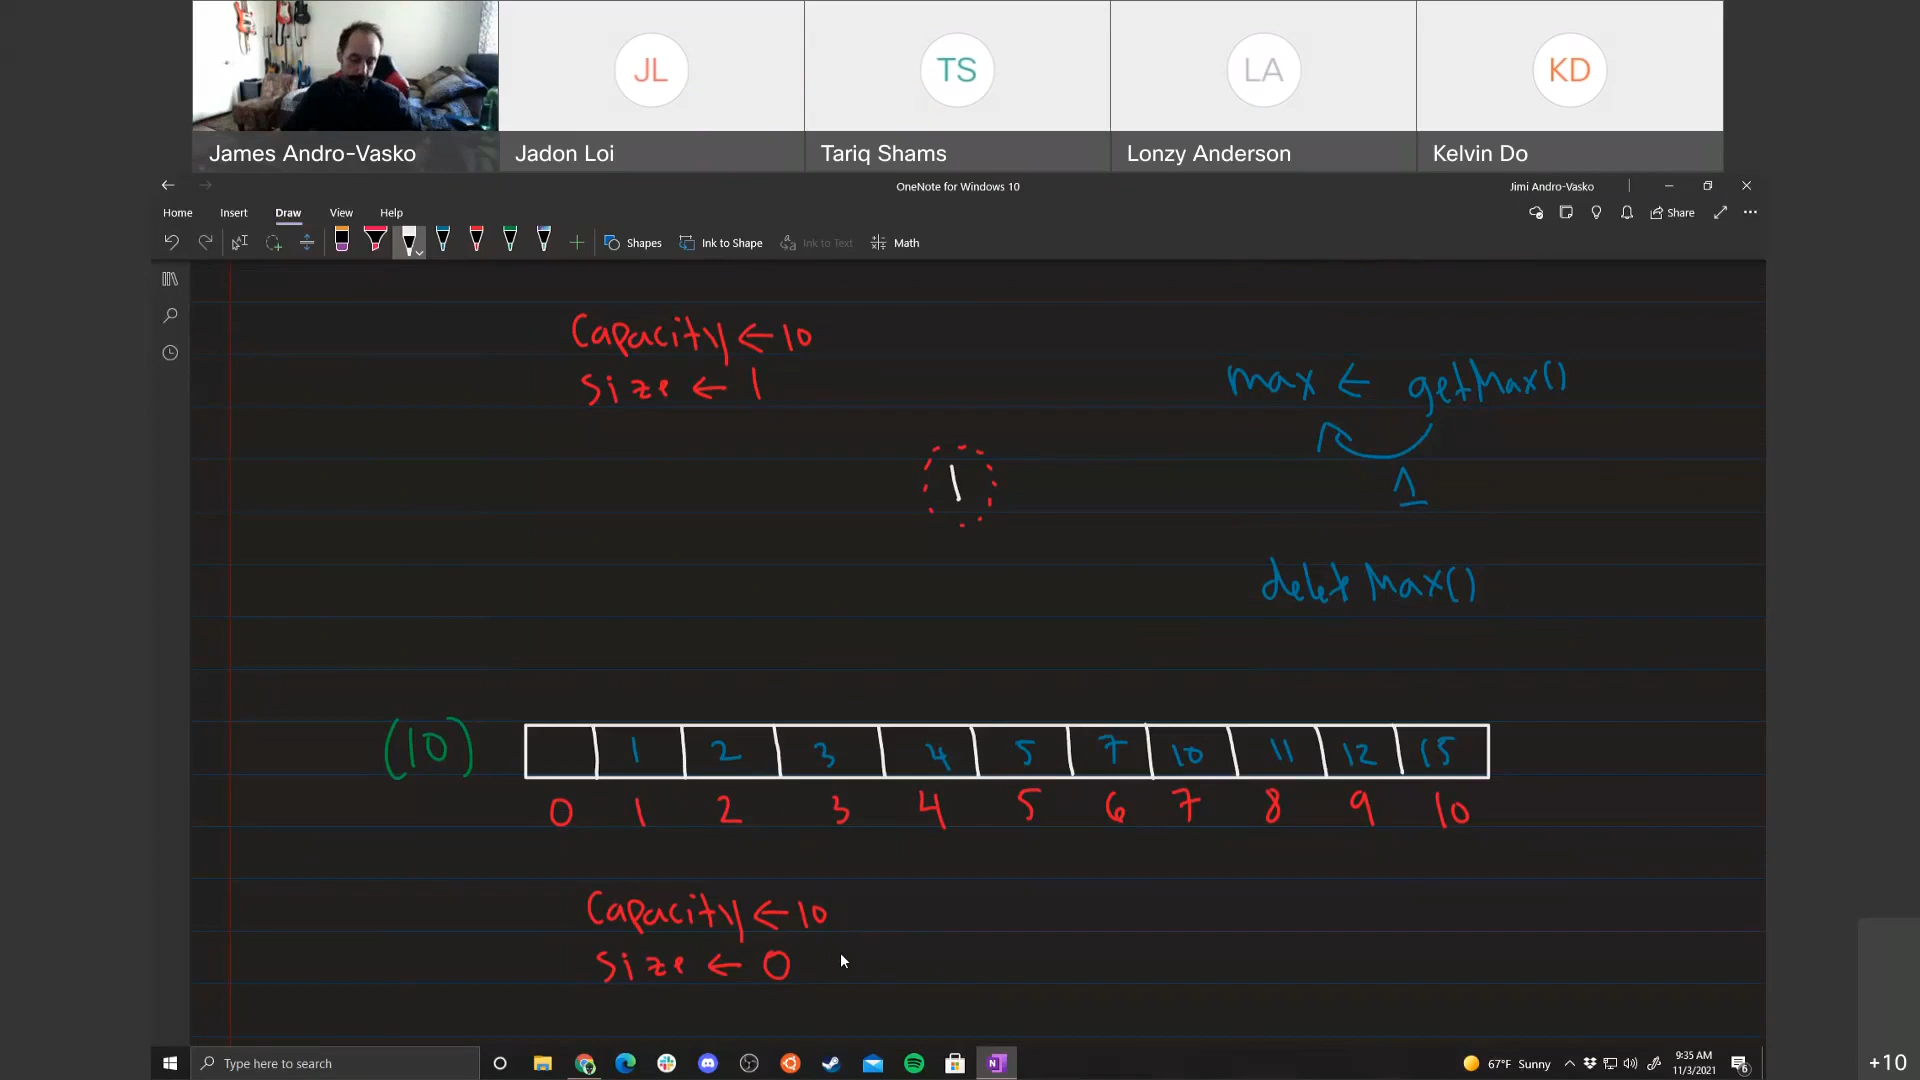 JL
TS
LA
KD
James Andro-Vasko
Jadon Loi
Tariq Shams
Lonzy Anderson
Kelvin Do
OneNote for Windows 10
Jimi Andro-Vasko
Home Insert Draw View Help
Share
Shapes Ink to Shape Ink to Text Math
Capacity ← 10
Size ← 1
max ← getMax()
1
1
delet Max()
(10)
1 2 3 4 5 7 10 11 12 15
0 1 2 3 4 5 6 7 8 9 10
Capacity ← 10
Size ← 0
Type here to search
67°F Sunny
9:35 AM
11/3/2021
6
+10